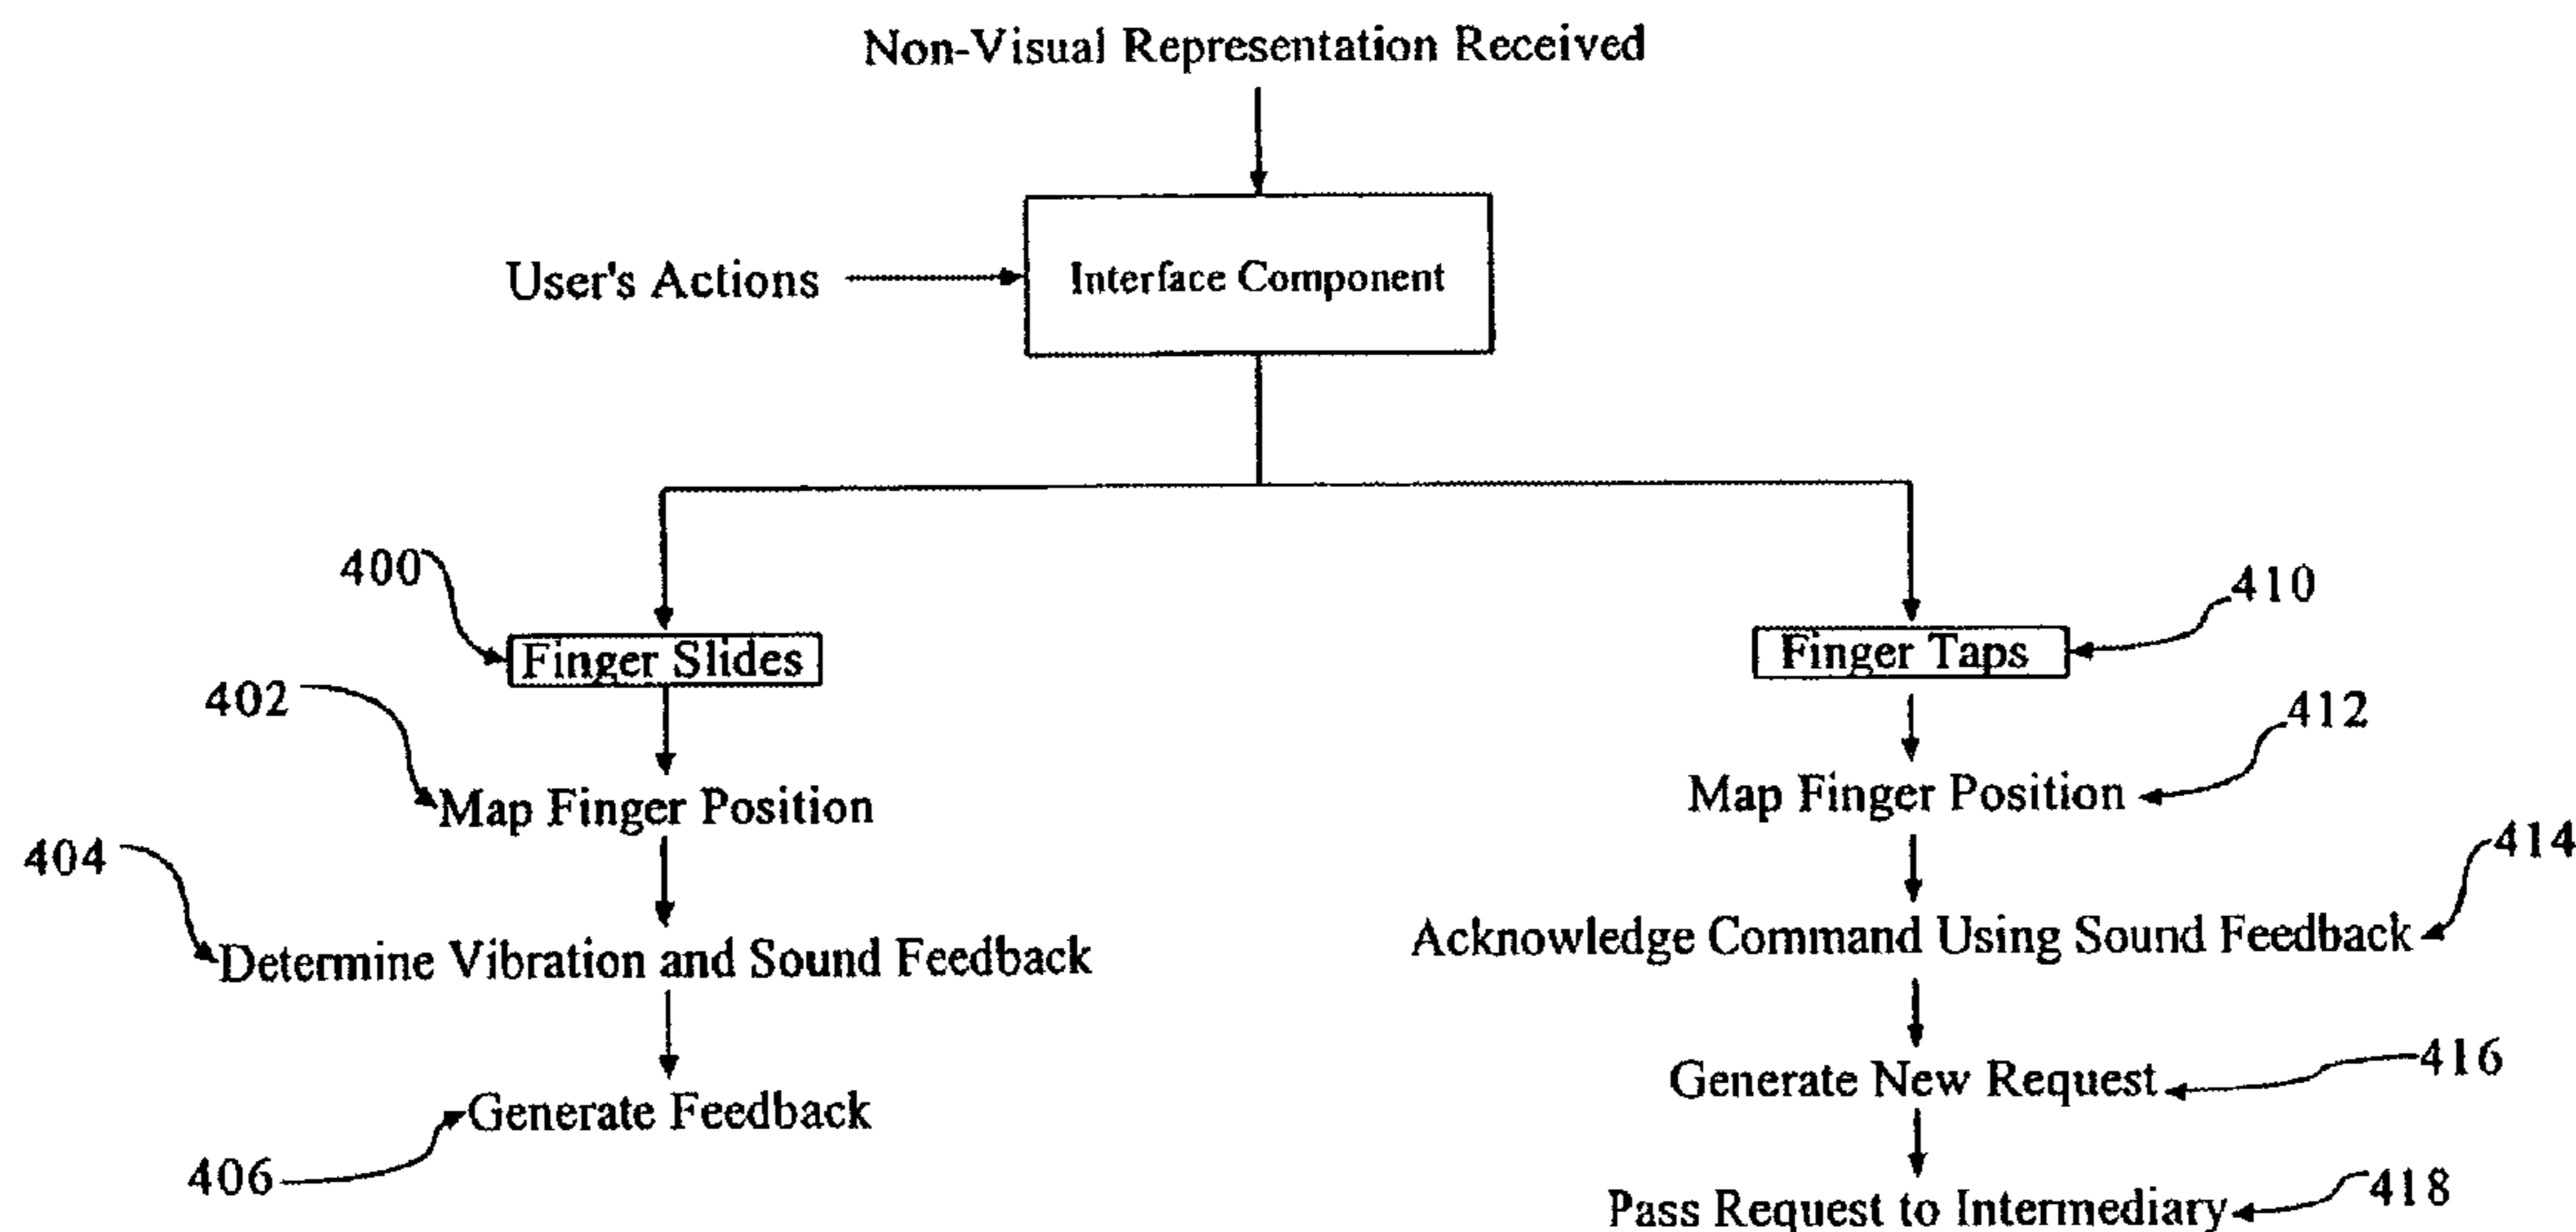 Non-Visual Representation Received
User's Actions
Interface Component
400
Finger Slides
402
Map Finger Position
404
Determine Vibration and Sound Feedback
Generate Feedback
406
410
Finger Taps
412
Map Finger Position
414
Acknowledge Command Using Sound Feedback
416
Generate New Request
418
Pass Request to Intermediary